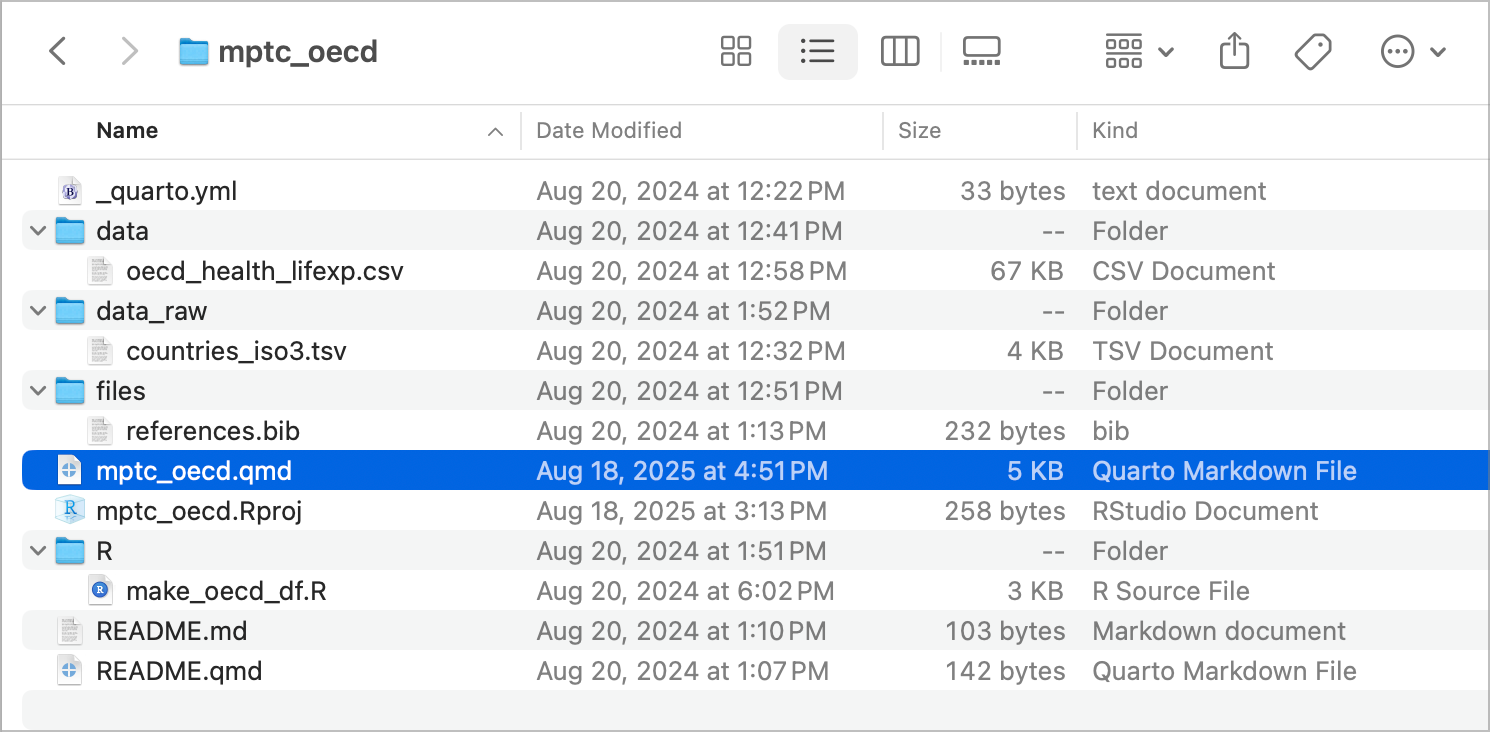 mptc_oecd
Name Date Modified Size Kind
_quarto.yml Aug 20, 2024 at 12:22 PM 33 bytes text document
data Aug 20, 2024 at 12:41 PM -- Folder
oecd_health_lifexp.csv Aug 20, 2024 at 12:58 PM 67 KB CSV Document
data_raw Aug 20, 2024 at 1:52 PM -- Folder
countries_iso3.tsv Aug 20, 2024 at 12:32 PM 4 KB TSV Document
files Aug 20, 2024 at 12:51 PM -- Folder
references.bib Aug 20, 2024 at 1:13 PM 232 bytes bib
mptc_oecd.qmd Aug 18, 2025 at 4:51 PM 5 KB Quarto Markdown File
mptc_oecd.Rproj Aug 18, 2025 at 3:13 PM 258 bytes RStudio Document
R Aug 20, 2024 at 1:51 PM -- Folder
make_oecd_df.R Aug 20, 2024 at 6:02 PM 3 KB R Source File
README.md Aug 20, 2024 at 1:10 PM 103 bytes Markdown document
README.qmd Aug 20, 2024 at 1:07 PM 142 bytes Quarto Markdown File